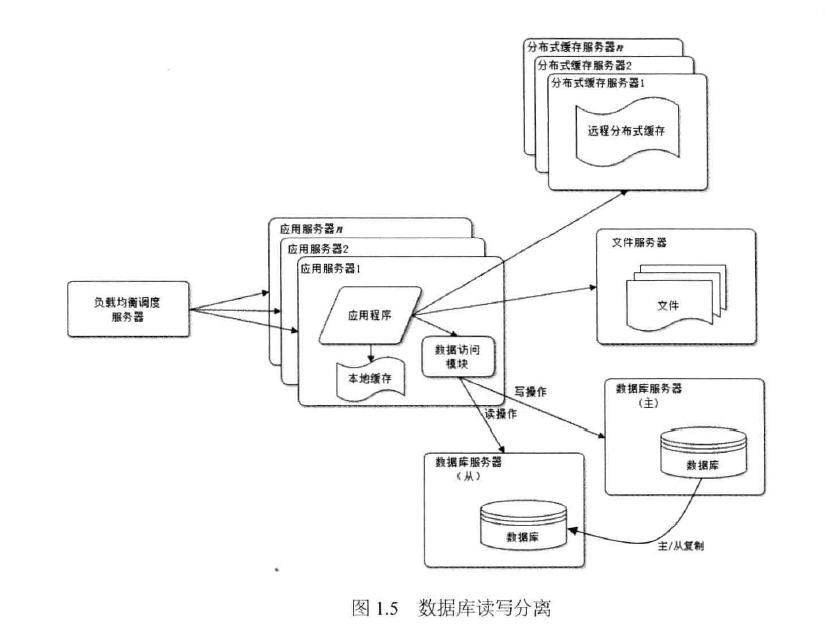 分布式缓存服务器n
分布式缓存服务器2
分布式缓存服务器1
远程分布式缓存
应用服务器n
应用服务器2
应用服务器1
应用程序
本地缓存
数据访问
模块
负载均衡调度
服务器
文件服务器
文件
写操作
读操作
数据库服务器
(主)
数据库
数据库服务器
(从)
数据库
主/从复制
图 1.5 数据库读写分离